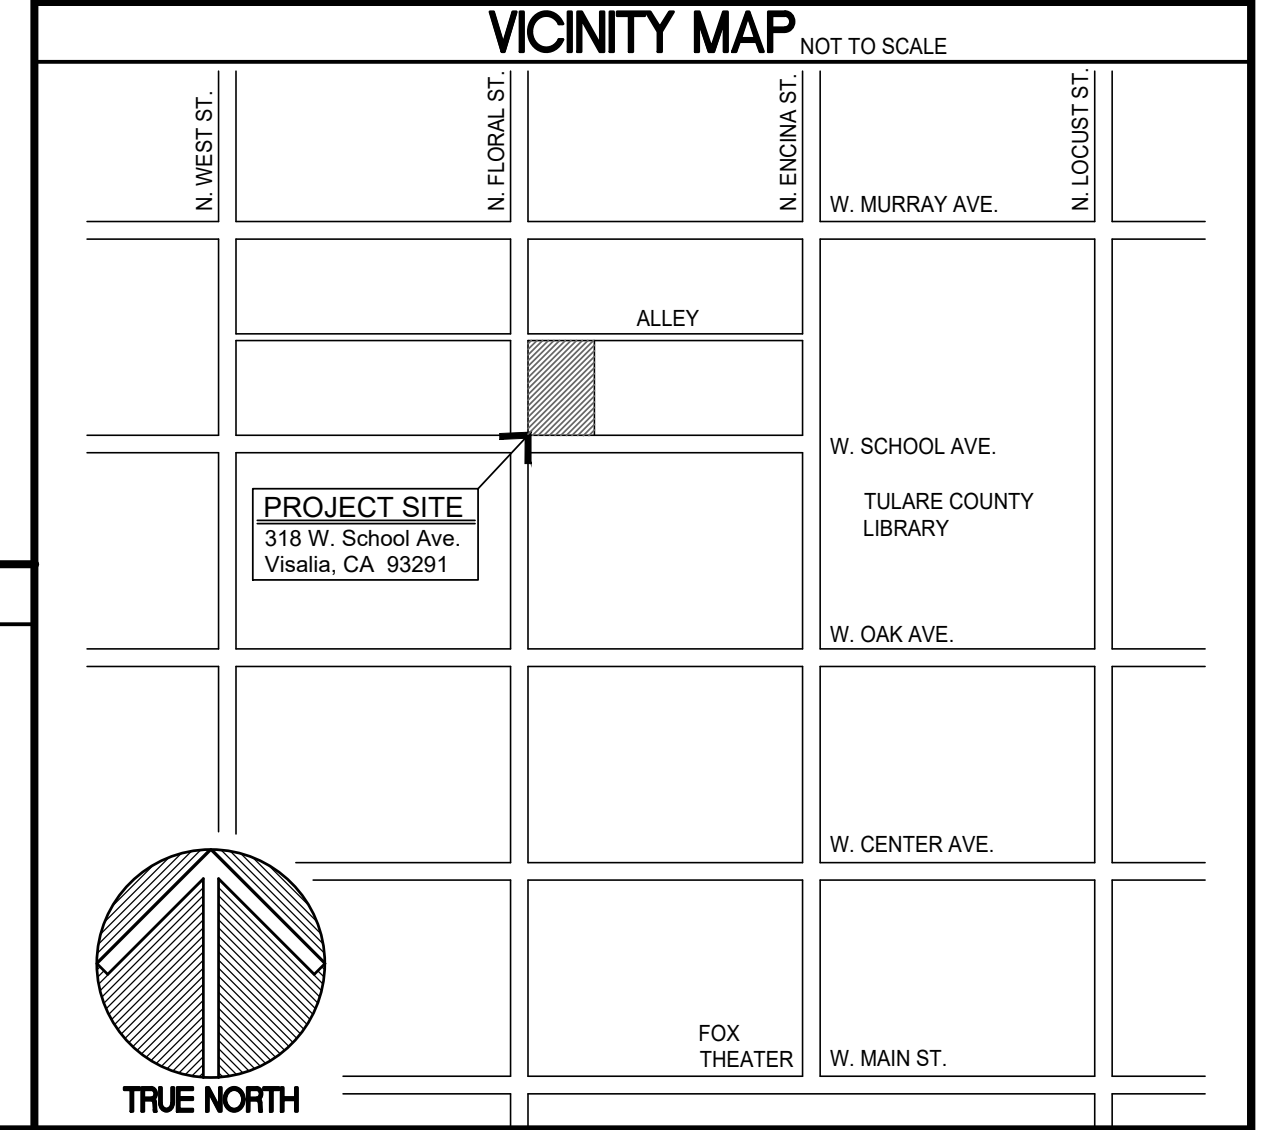 VICINITY MAP NOT TO SCALE
N. WEST ST.
N. FLORAL ST.
N. ENCINA ST.
N. LOCUST ST.
W. MURRAY AVE.
ALLEY
W. SCHOOL AVE.
PROJECT SITE
318 W. School Ave.
Visalia, CA 93291
TULARE COUNTY
LIBRARY
W. OAK AVE.
W. CENTER AVE.
FOX
THEATER
W. MAIN ST.
TRUE NORTH